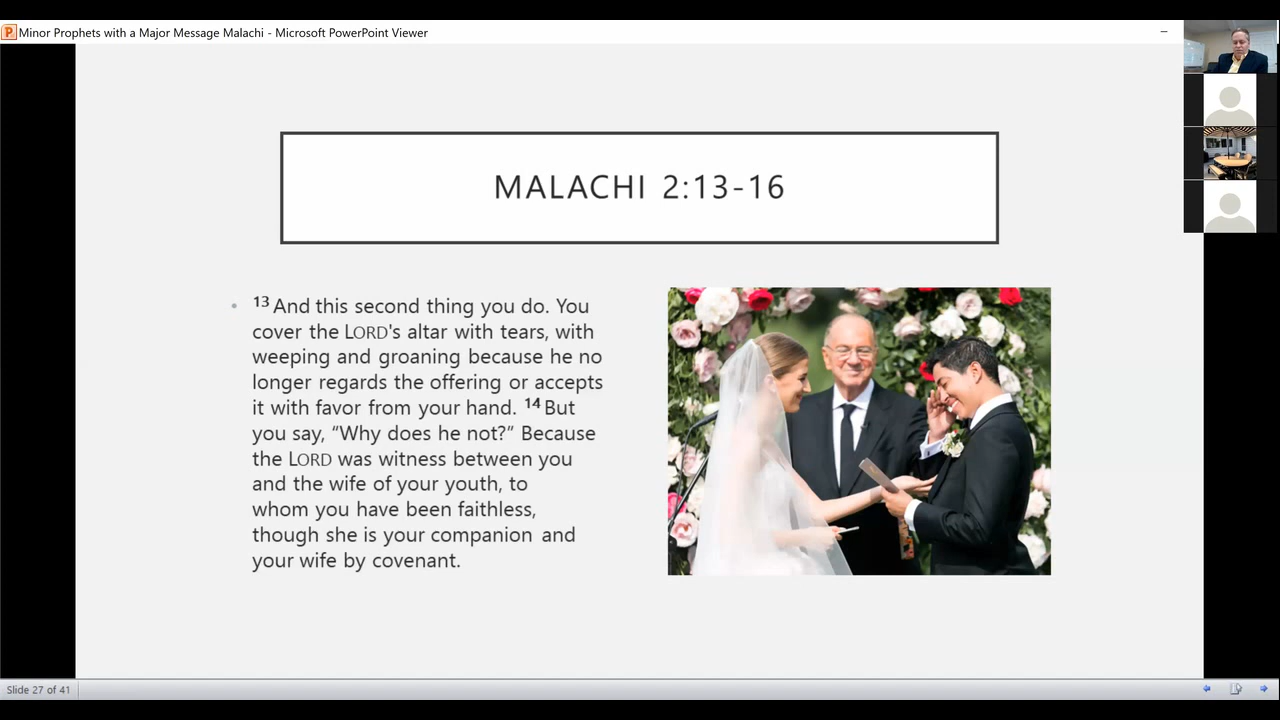 Minor Prophets with a Major Message Malachi - Microsoft PowerPoint Viewer
MALACHI 2:13-16
• 13 And this second thing you do. You
cover the LORD's altar with tears, with
weeping and groaning because he no
longer regards the offering or accepts
it with favor from your hand. 14 But
you say, “Why does he not?” Because
the LORD was witness between you
and the wife of your youth, to
whom you have been faithless,
though she is your companion and
your wife by covenant.
Slide 27 of 41